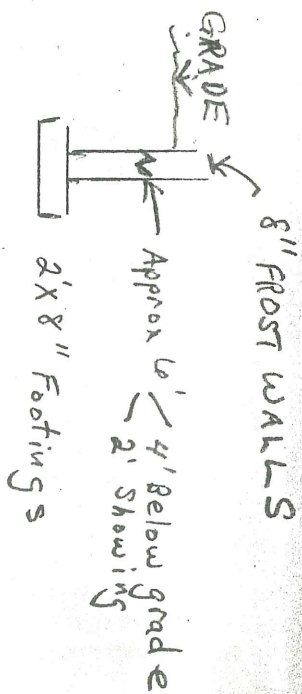 8" FROST WALLS
GRADE
Approx 6' < 4' Below grade
2' Showing
2'X 8" Footings